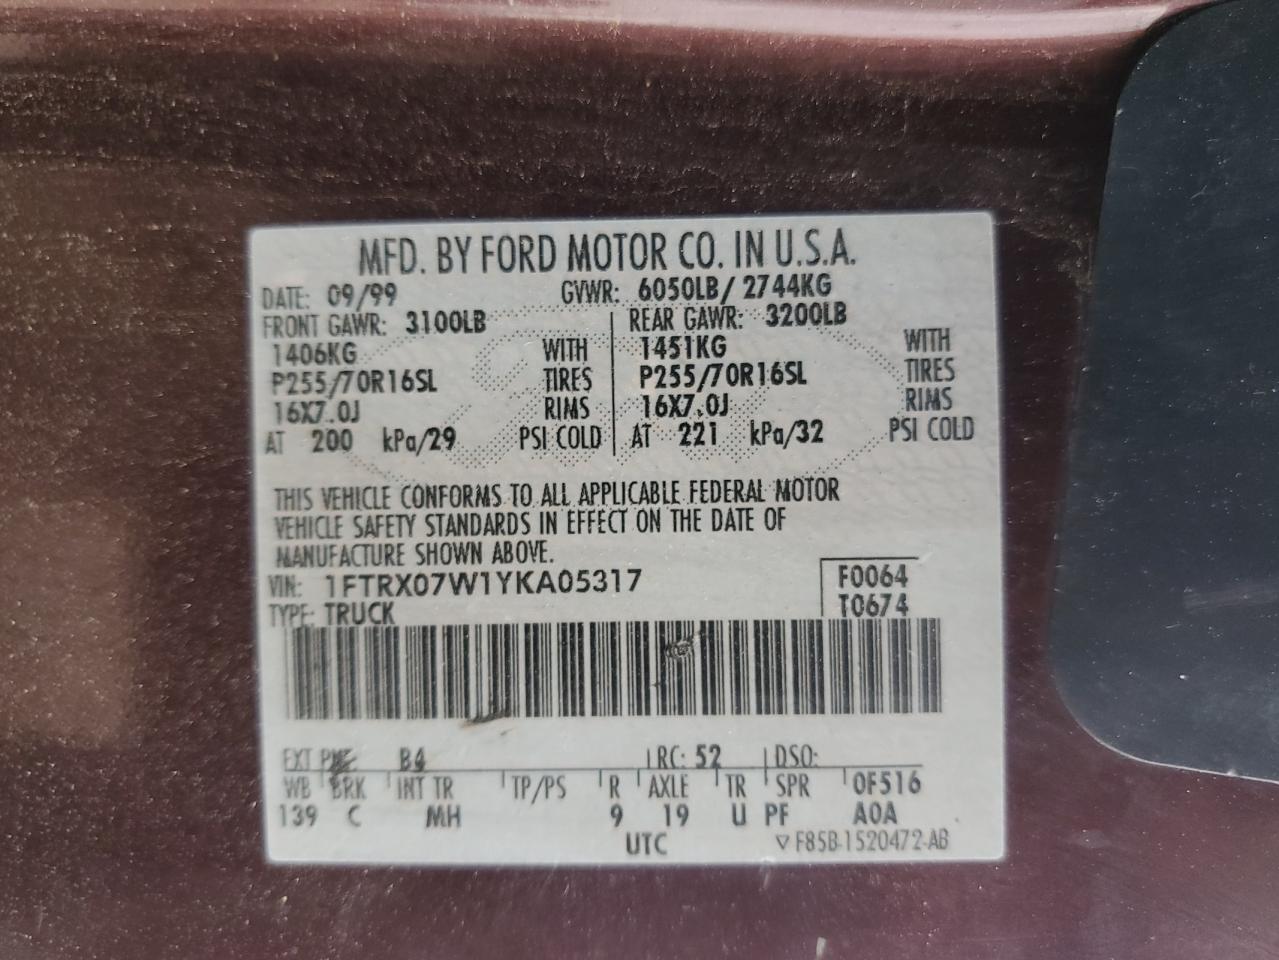 MFD. BY FORD MOTOR CO. IN U.S.A.
DATE: 09/99 GVWR: 6050LB/ 2744KG
FRONT GAWR: 3100LB REAR GAWR: 3200LB
1406KG WITH 1451KG WITH
P255/70R16SL TIRES P255/70R16SL TIRES
16X7.0J RIMS 16X7.0J RIMS
AT 200 kPa/29 PSI COLD AT 221 kPa/32 PSI COLD
THIS VEHICLE CONFORMS TO ALL APPLICABLE FEDERAL MOTOR
VEHICLE SAFETY STANDARDS IN EFFECT ON THE DATE OF
MANUFACTURE SHOWN ABOVE.
VIN: 1FTRX07W1YKA05317 F0064
TYPE: TRUCK T0674
EXT PNT B4 RC: 52 DSO:
WB BRK INT TR TP/PS R AXLE TR SPR 0F516
139 C MH 9 19 U PF A0A
UTC ▽ F85B-1520472-AB